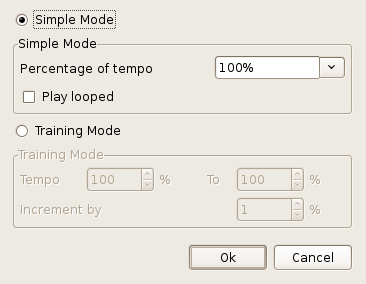 Simple Mode
Simple Mode
Percentage of tempo 100%
Play looped
Training Mode
Training Mode
Tempo 100 % To 100 %
Increment by 1 %
Ok Cancel